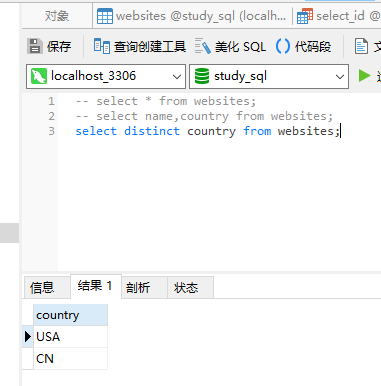 对象 websites @study_sql (localh... select_id @
保存 查询创建工具 美化 SQL 代码段 文
localhost_3306 study_sql
1 -- select * from websites;
2 -- select name,country from websites;
3 select distinct country from websites;
信息 结果 1 剖析 状态
country
USA
CN